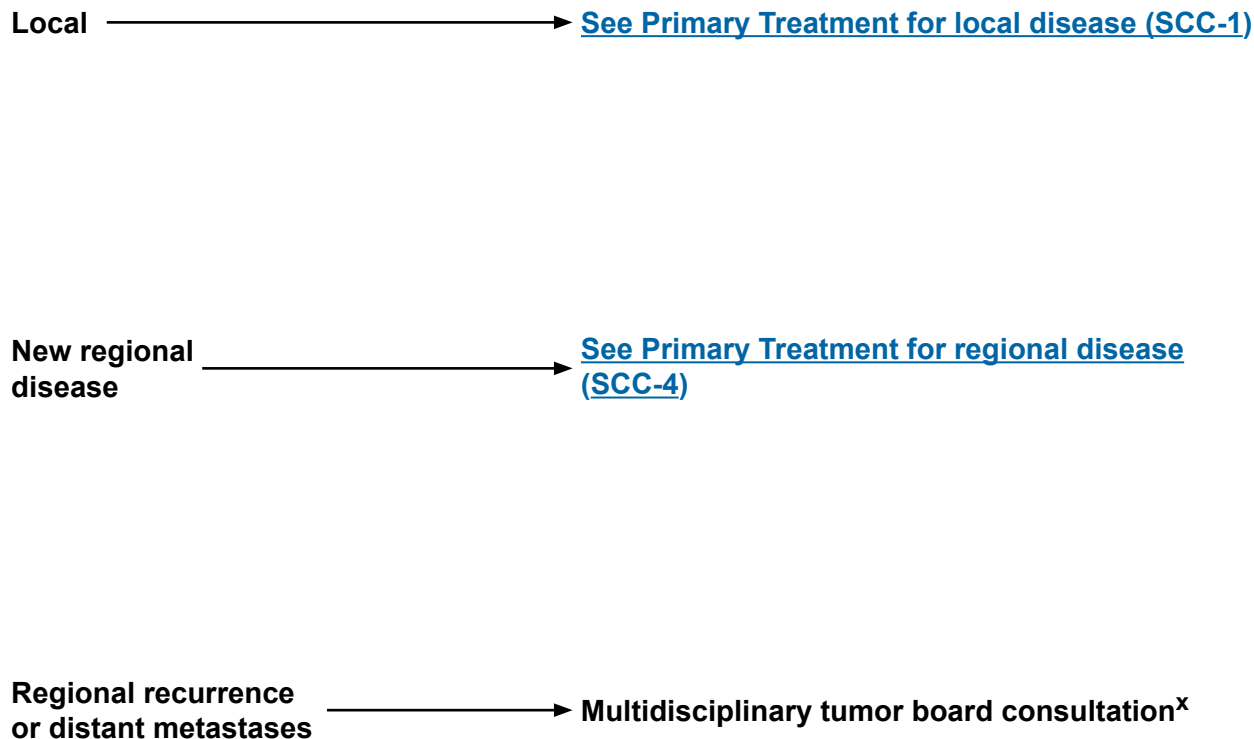 Local
See Primary Treatment for local disease (SCC-1)
New regional
disease
See Primary Treatment for regional disease
(SCC-4)
Regional recurrence
or distant metastases
Multidisciplinary tumor board consultationˣ